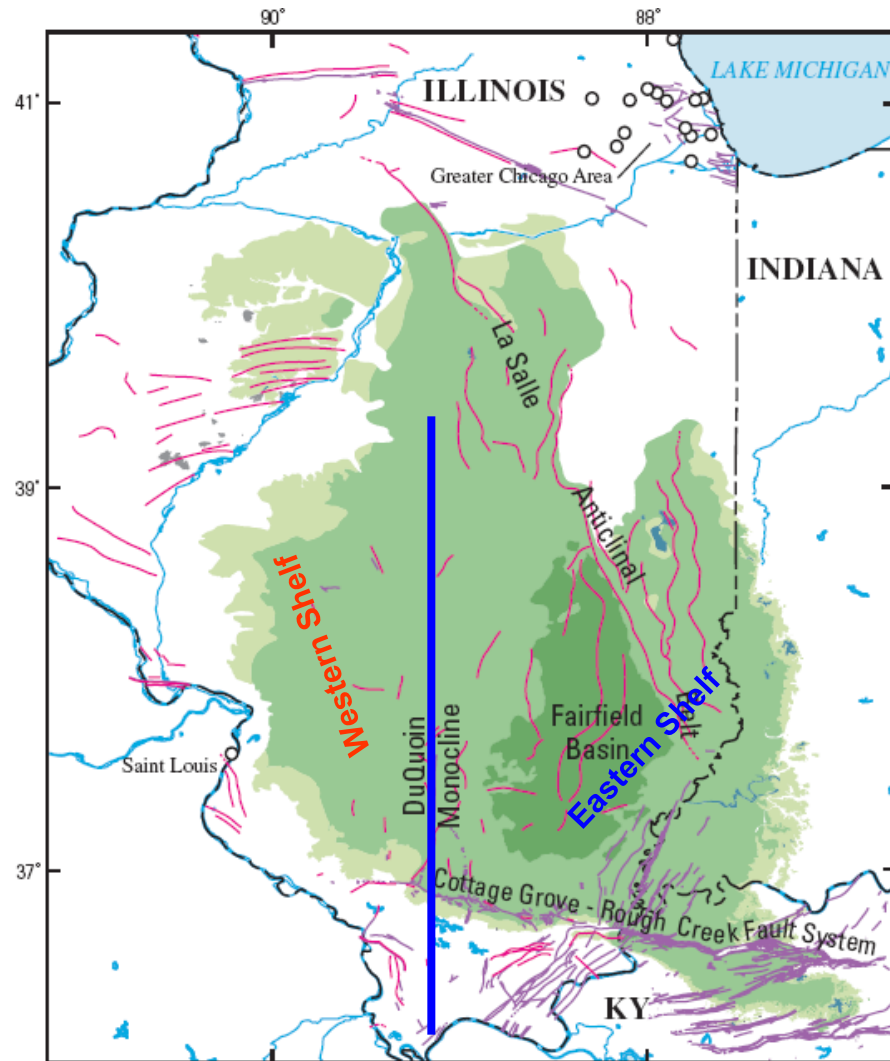 90°
88°
LAKE MICHIGAN
41°
ILLINOIS
Greater Chicago Area
INDIANA
La Salle
39°
Anticlinal
Western Shelf
Belt
Fairfield
Basin
Eastern Shelf
DuQuoin
Monocline
Saint Louis
37°
Cottage Grove - Rough Creek Fault System
KY